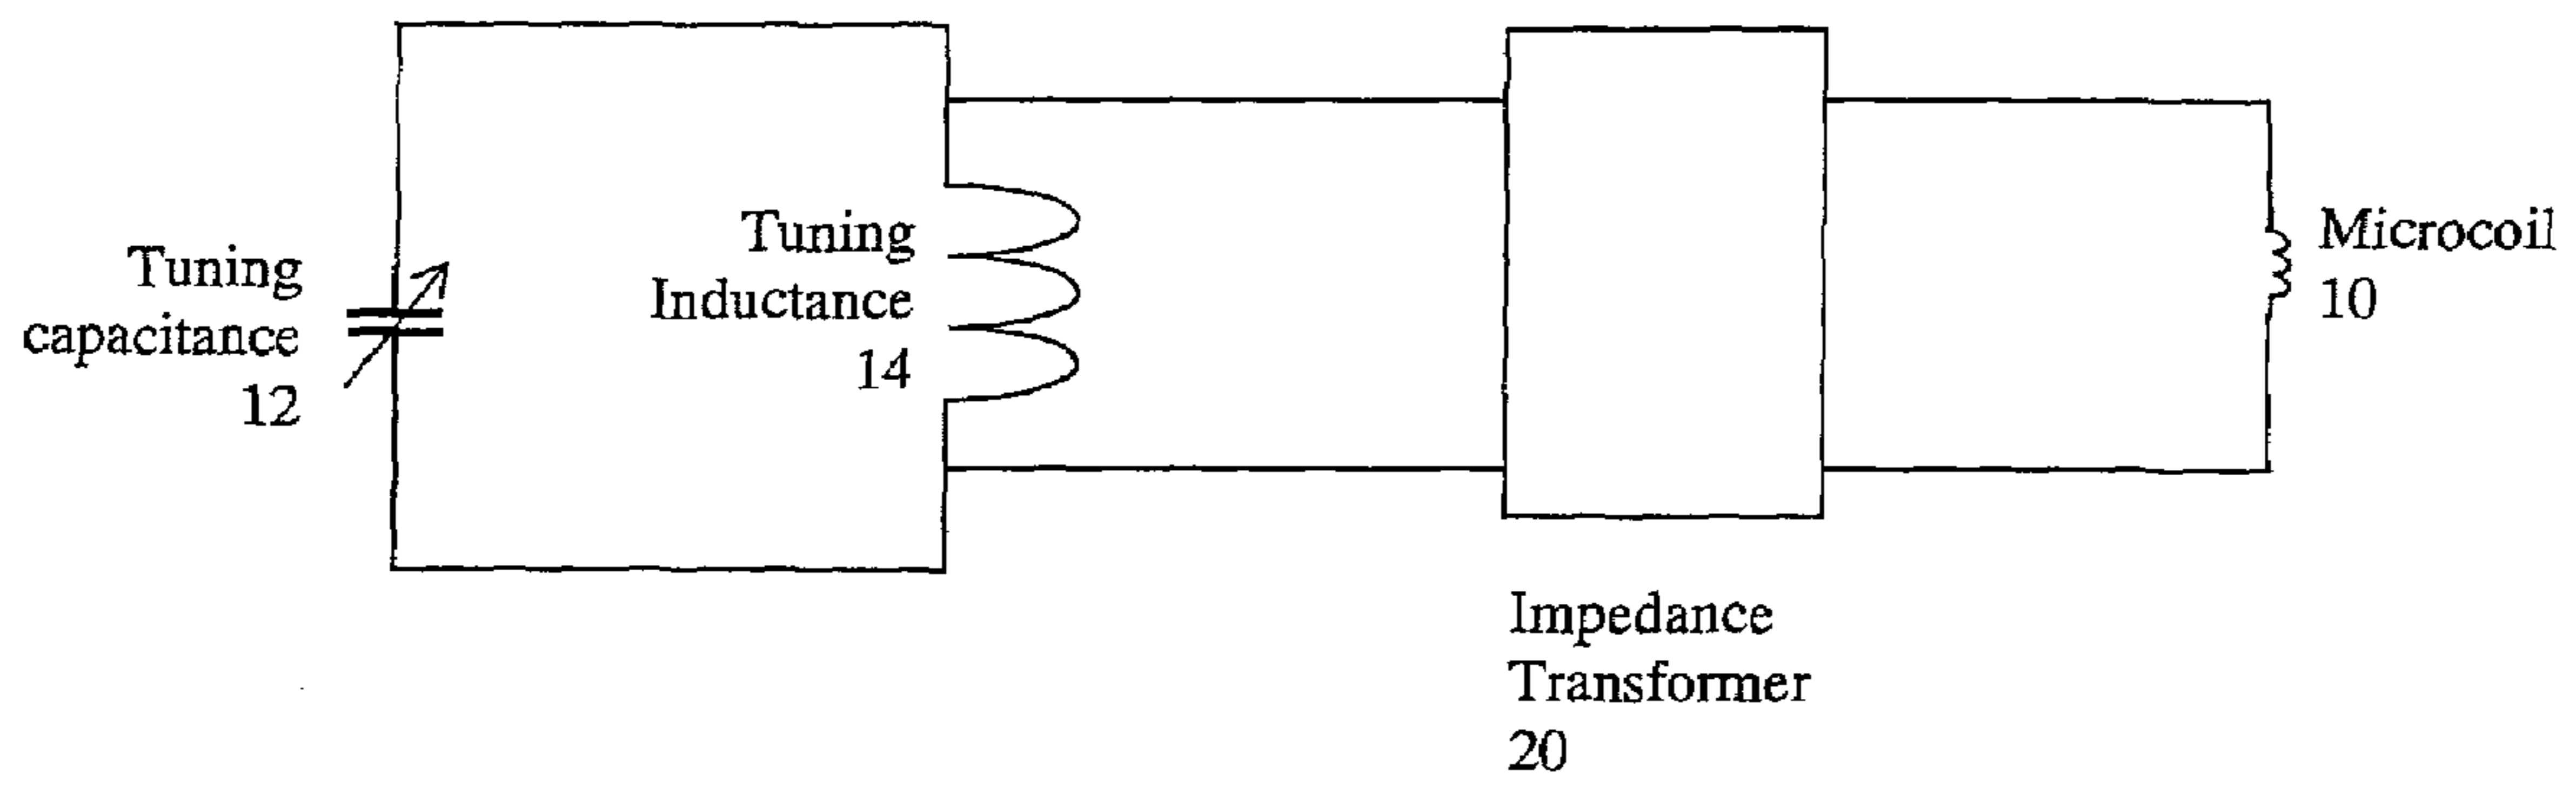 Tuning
capacitance
12
Tuning
Inductance
14
Impedance
Transformer
20
Microcoil
10